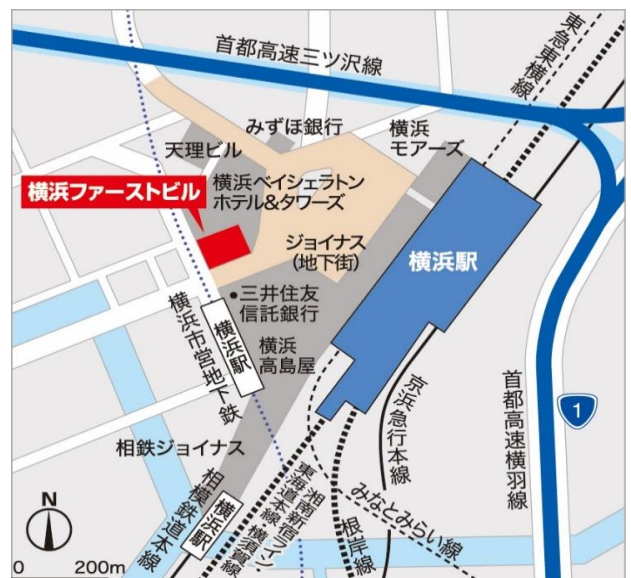 首都高速三ツ沢線
東急東横線
みずほ銀行
横浜
モアーズ
天理ビル
横浜ファーストビル
横浜ベイシェラトン
ホテル&タワーズ
ジョイナス
(地下街)
横浜駅
三井住友
信託銀行
横浜市営地下鉄
横浜駅
横浜
高島屋
京浜急行本線
首都高速横羽線
1
相鉄ジョイナス
相模鉄道本線
横浜駅
湘南新宿ライン・
東海道本線・横須賀線
みなとみらい線
根岸線
N
0 200m